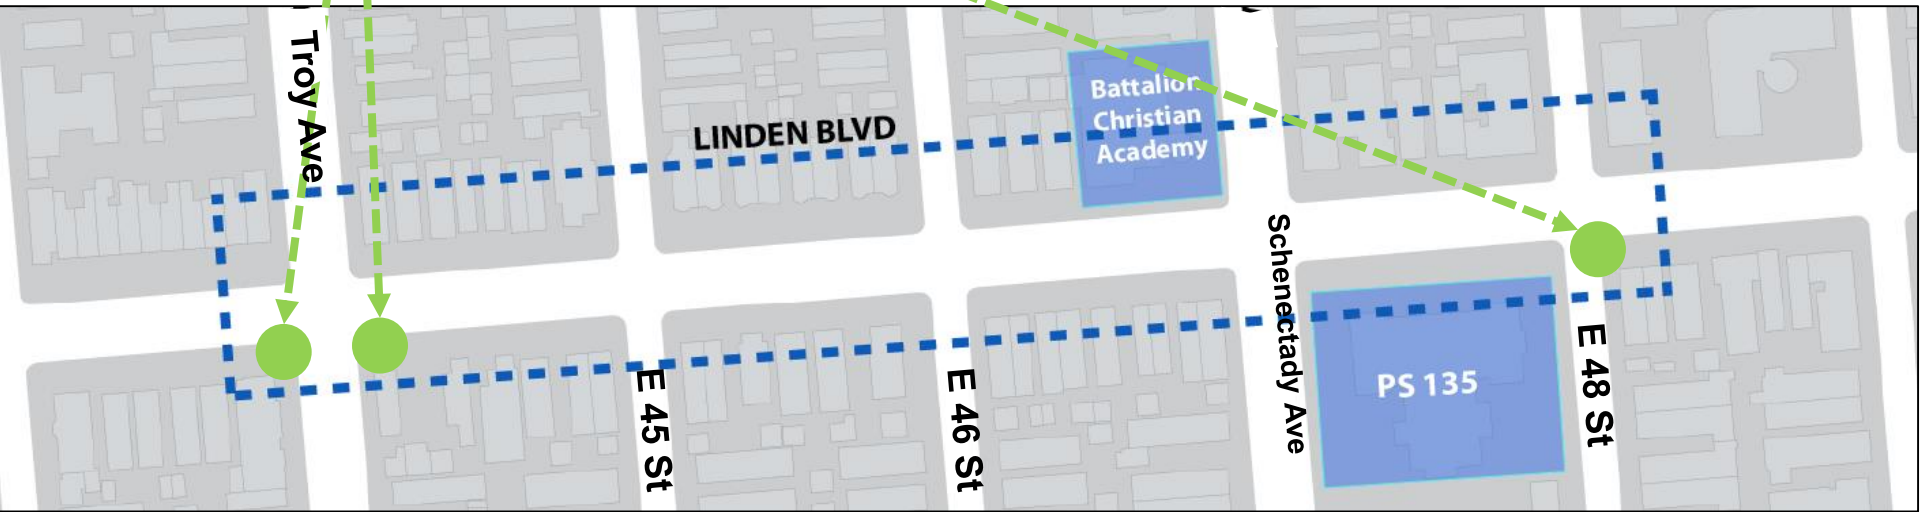 Troy Ave
LINDEN BLVD
Battalion
Christian
Academy
Schenectady Ave
E 45 St
E 46 St
PS 135
E 48 St